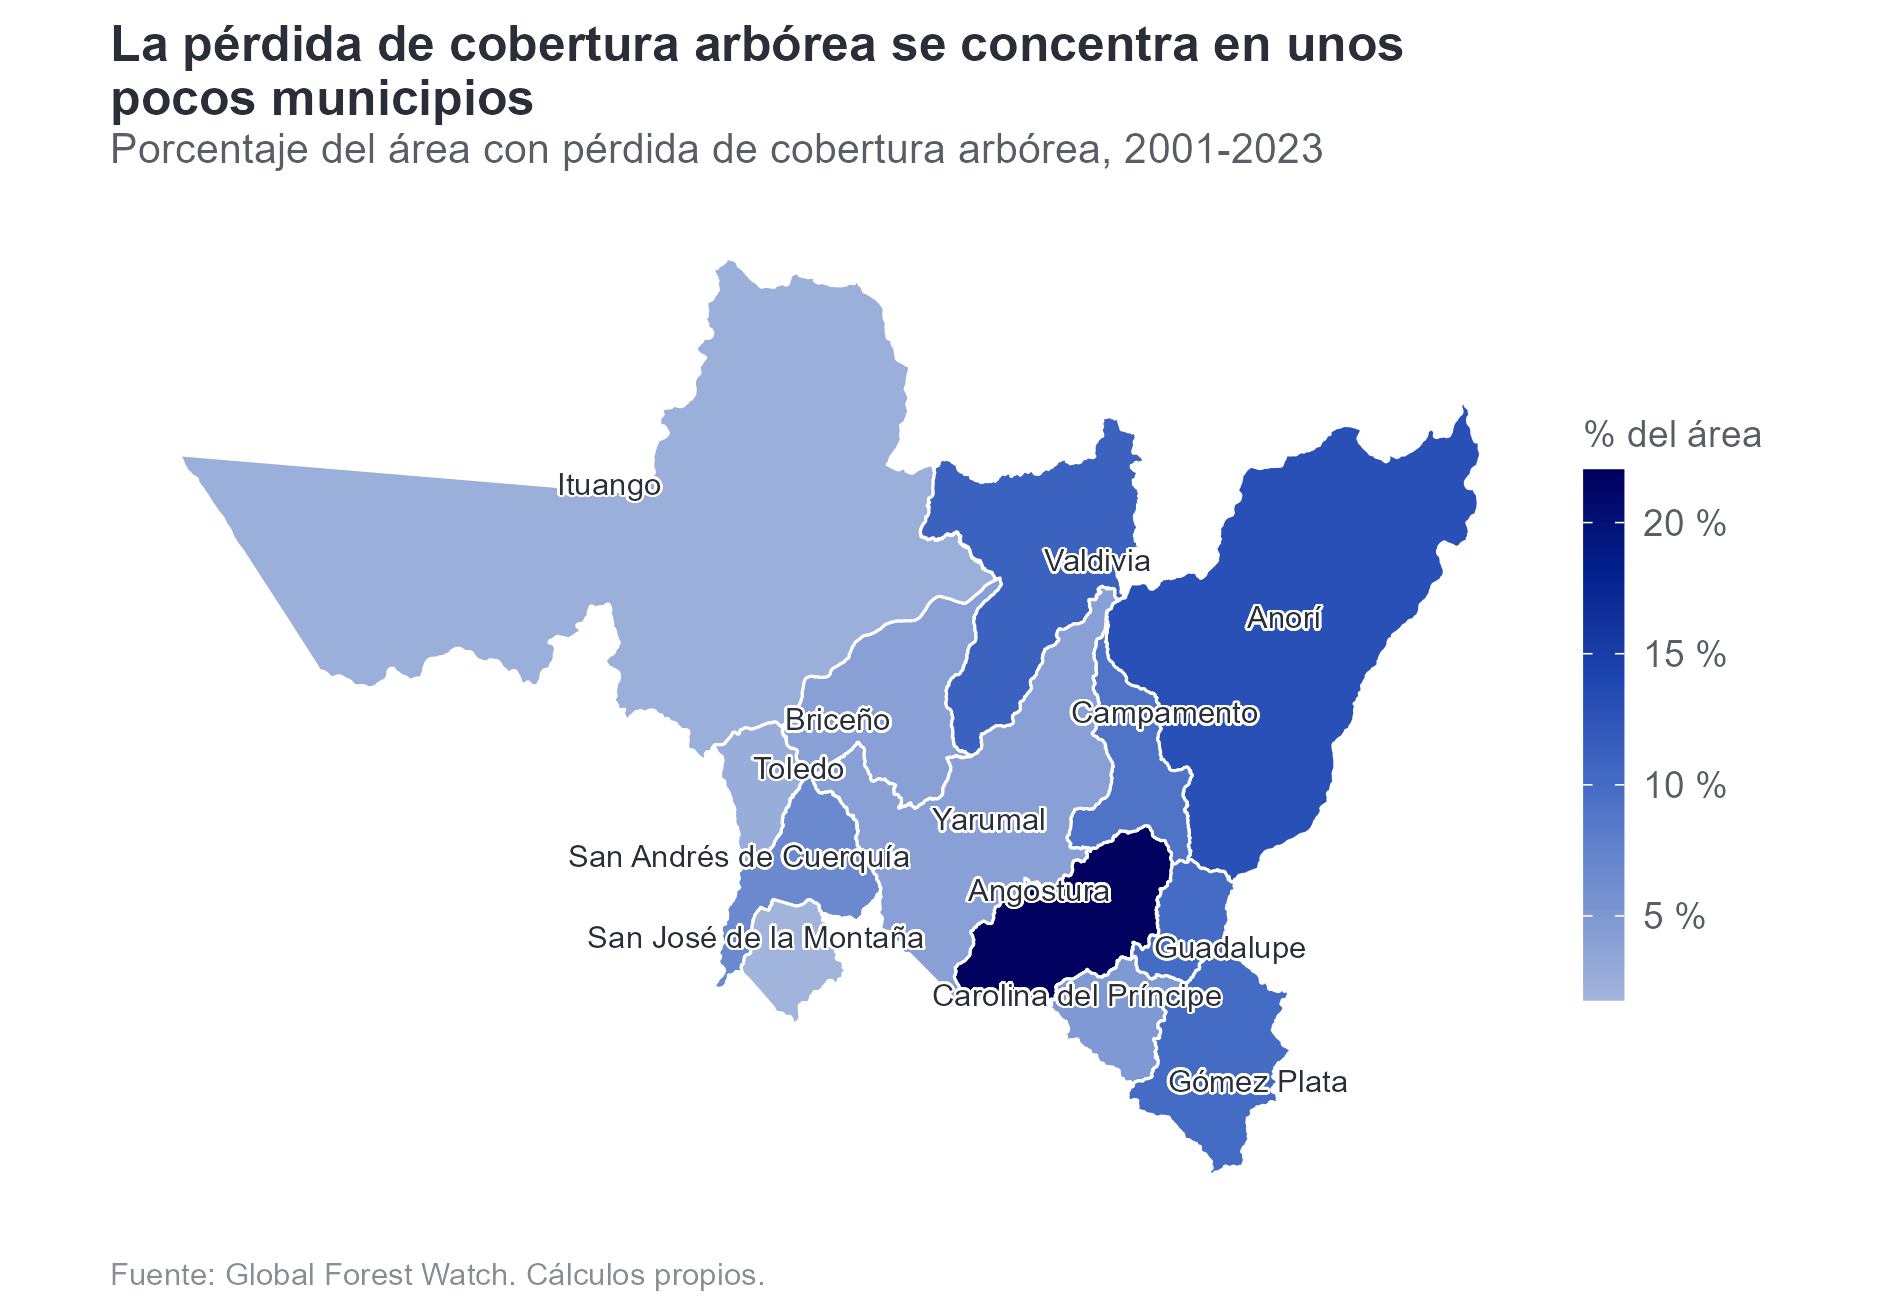 La pérdida de cobertura arbórea se concentra en unos
pocos municipios
Porcentaje del área con pérdida de cobertura arbórea, 2001-2023
% del área
20 %
15 %
10 %
5 %
Ituango
Valdivia
Anorí
Campamento
Briceño
Toledo
Yarumal
San Andrés de Cuerquía
Angostura
San José de la Montaña
Guadalupe
Carolina del Príncipe
Gómez Plata
Fuente: Global Forest Watch. Cálculos propios.